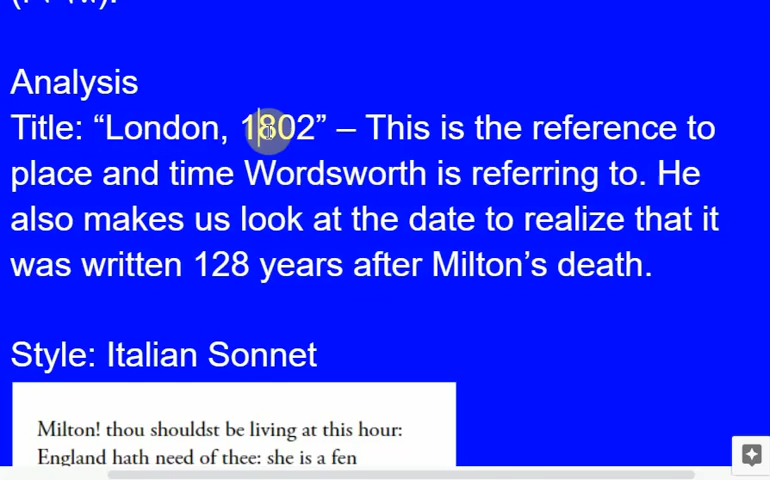 Analysis
Title: “London, 1802” – This is the reference to
place and time Wordsworth is referring to. He
also makes us look at the date to realize that it
was written 128 years after Milton’s death.
Style: Italian Sonnet
Milton! thou shouldst be living at this hour:
England hath need of thee: she is a fen